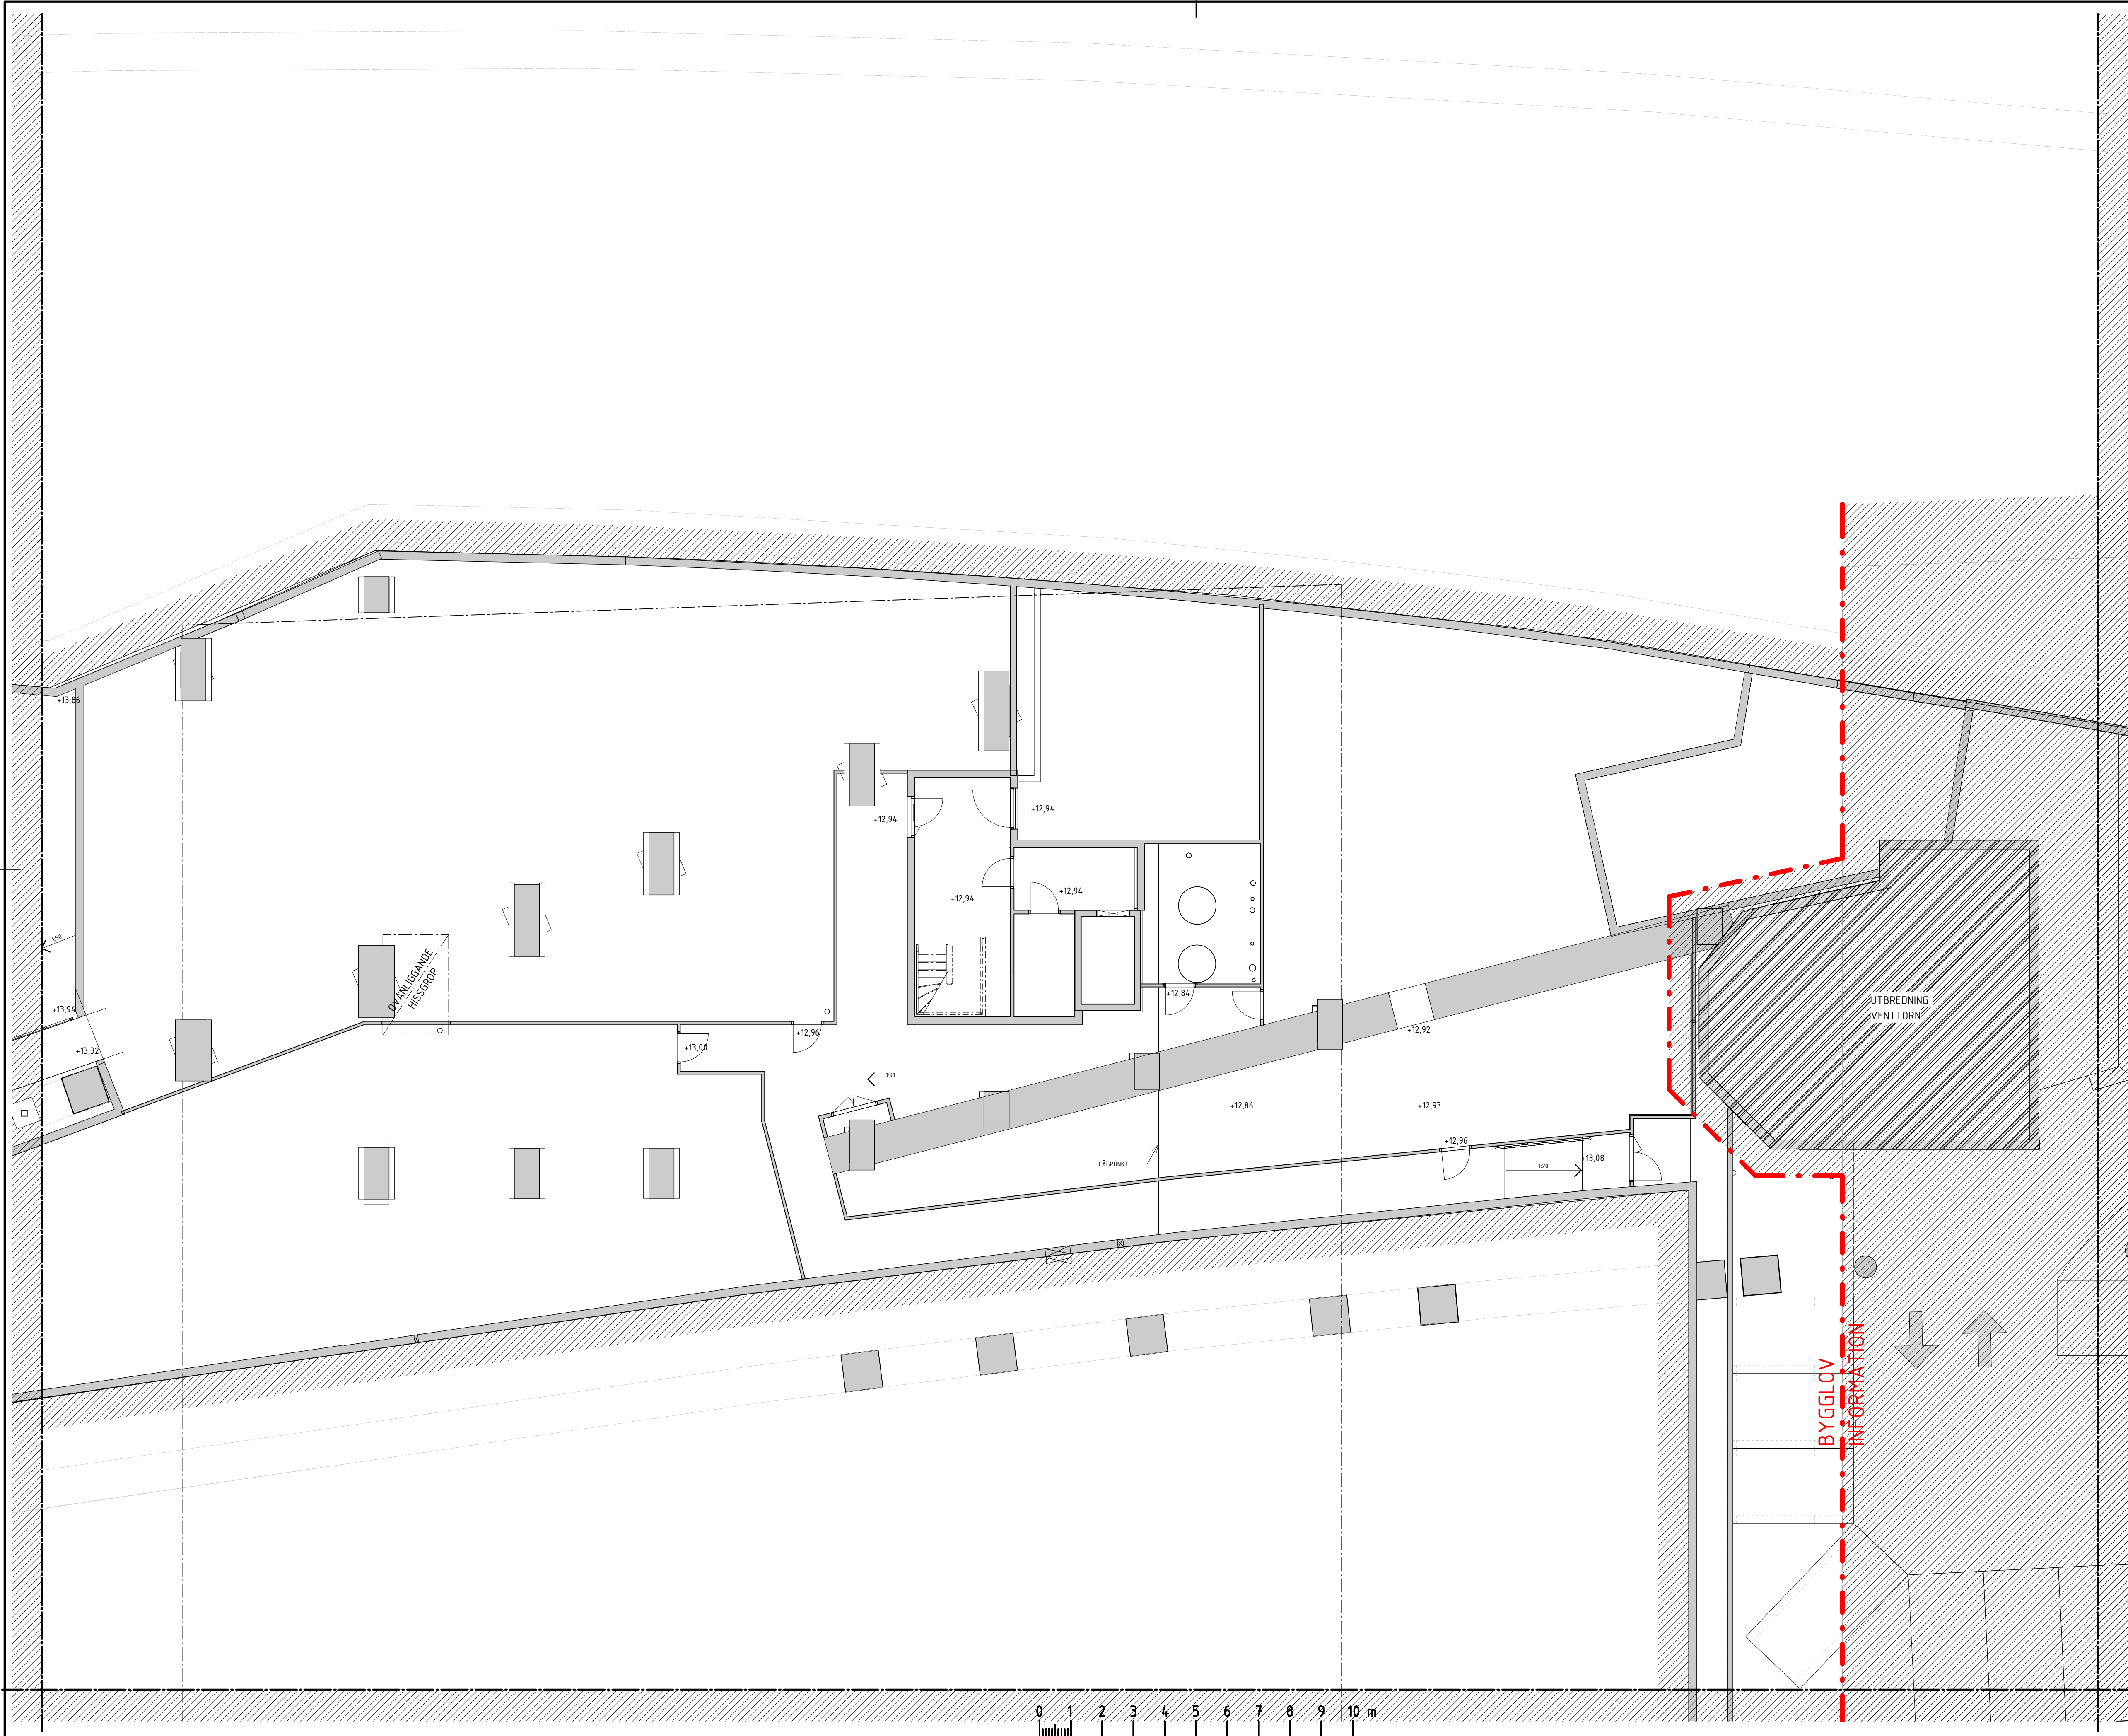 +13,86
+12,94
+12,94
+12,94
+12,94
1:50
OVANLIGGANDE
HISSGROP
+12,84
UTBREDNING
VENTTORN
+13,94
+13,32
+13,00
+12,96
+12,92
1:91
+12,86
+12,93
+12,96
LÅGPUNKT
1:20
+13,08
BYGGLOV
INFORMATION
0 1 2 3 4 5 6 7 8 9 10 m